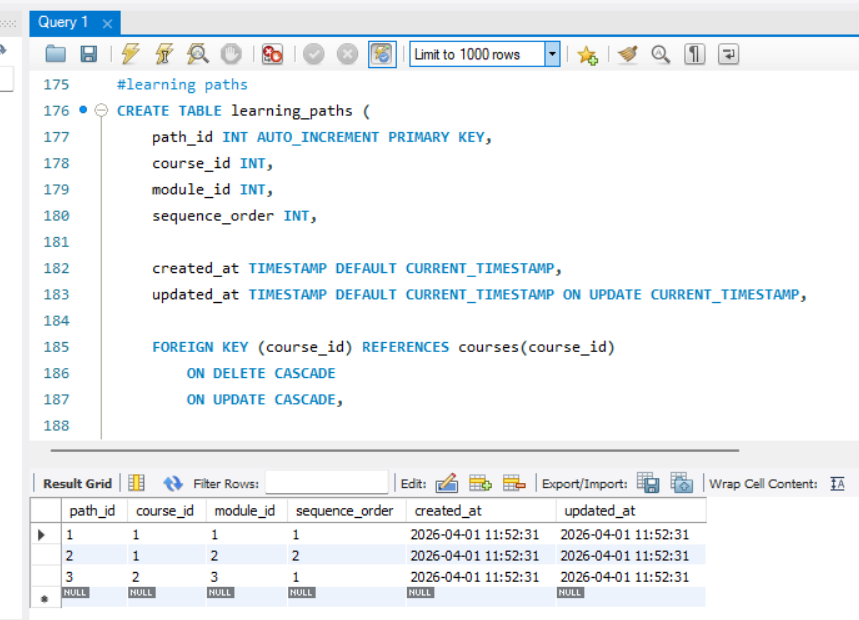 Query 1
Limit to 1000 rows
175 #learning paths
176 CREATE TABLE learning_paths (
177 path_id INT AUTO_INCREMENT PRIMARY KEY,
178 course_id INT,
179 module_id INT,
180 sequence_order INT,
181
182 created_at TIMESTAMP DEFAULT CURRENT_TIMESTAMP,
183 updated_at TIMESTAMP DEFAULT CURRENT_TIMESTAMP ON UPDATE CURRENT_TIMESTAMP,
184
185 FOREIGN KEY (course_id) REFERENCES courses(course_id)
186 ON DELETE CASCADE
187 ON UPDATE CASCADE,
188
Result Grid Filter Rows: Edit: Export/Import: Wrap Cell Content:
path_id course_id module_id sequence_order created_at updated_at
1 1 1 1 2026-04-01 11:52:31 2026-04-01 11:52:31
2 1 2 2 2026-04-01 11:52:31 2026-04-01 11:52:31
3 2 3 1 2026-04-01 11:52:31 2026-04-01 11:52:31
NULL NULL NULL NULL NULL NULL